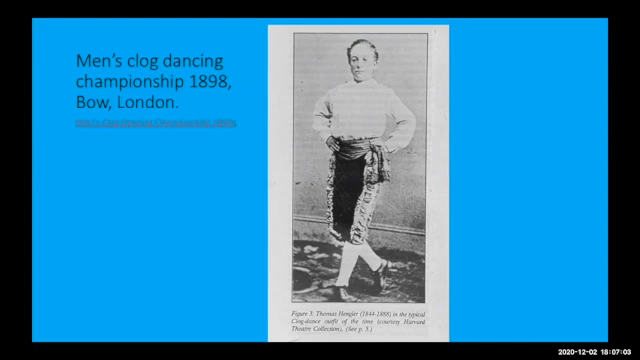 Men's clog dancing
championship 1898,
Bow, London.
Figure 3: Thomas Hengler (1844-1888) in the typical
Clog-dance outfit of the time (courtesy Harvard
Theatre Collection). (See p. 5.)
2020-12-02 18:07:03